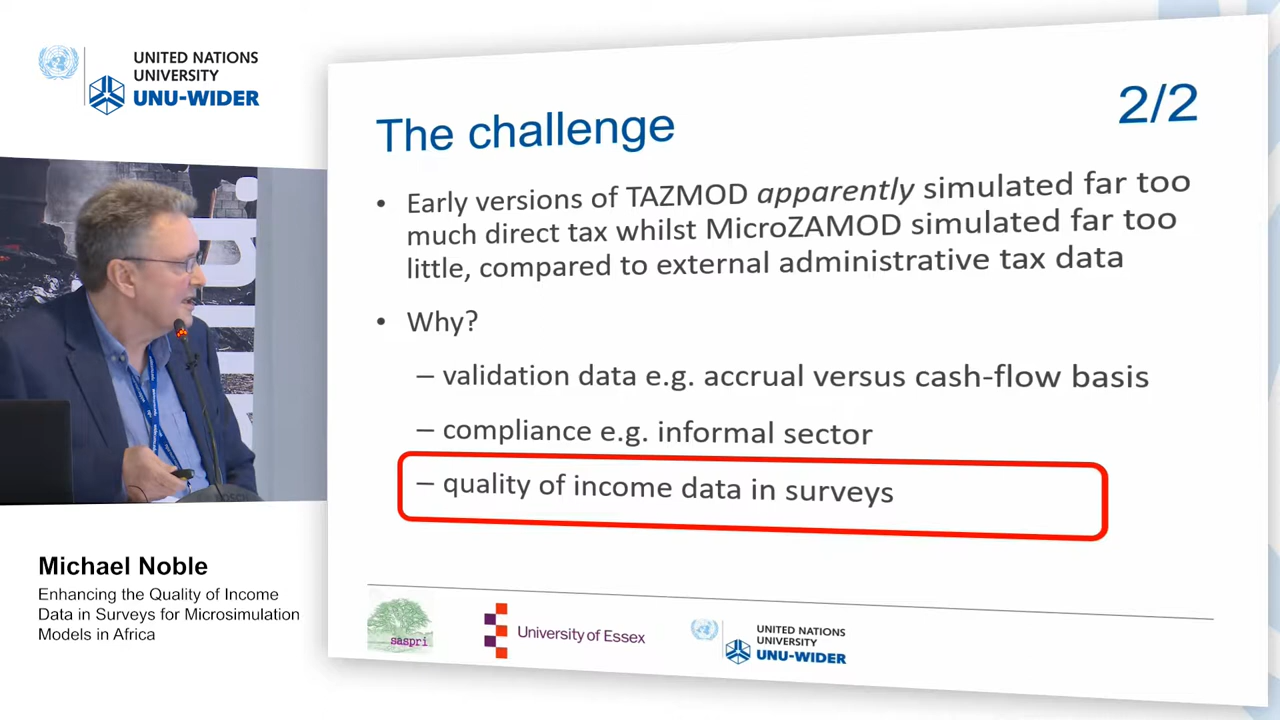 UNITED NATIONS
UNIVERSITY
UNU-WIDER
The challenge
2/2
• Early versions of TAZMOD apparently simulated far too
much direct tax whilst MicroZAMOD simulated far too
little, compared to external administrative tax data
• Why?
– validation data e.g. accrual versus cash-flow basis
– compliance e.g. informal sector
– quality of income data in surveys
Michael Noble
Enhancing the Quality of Income
Data in Surveys for Microsimulation
Models in Africa
saspri
University of Essex
UNITED NATIONS
UNIVERSITY
UNU-WIDER